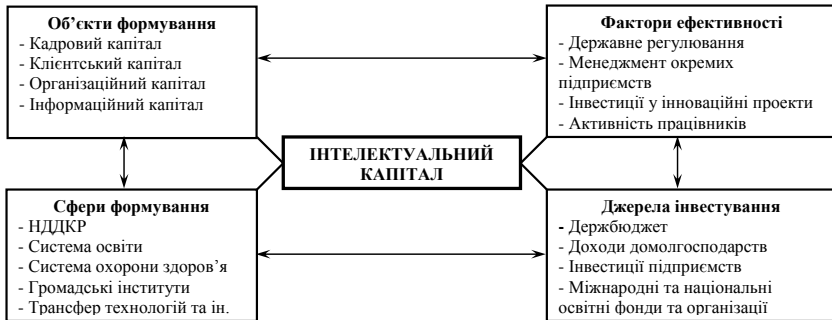 Об’єкти формування
- Кадровий капітал
- Клієнтський капітал
- Організаційний капітал
- Інформаційний капітал
Фактори ефективності
- Державне регулювання
- Менеджмент окремих
підприємств
- Інвестиції у інноваційні проекти
- Активність працівників
ІНТЕЛЕКТУАЛЬНИЙ
КАПІТАЛ
Сфери формування
- НДДКР
- Система освіти
- Система охорони здоров’я
- Громадські інститути
- Трансфер технологій та ін.
Джерела інвестування
- Держбюджет
- Доходи домолгосподарств
- Інвестиції підприємств
- Міжнародні та національні
освітні фонди та організації